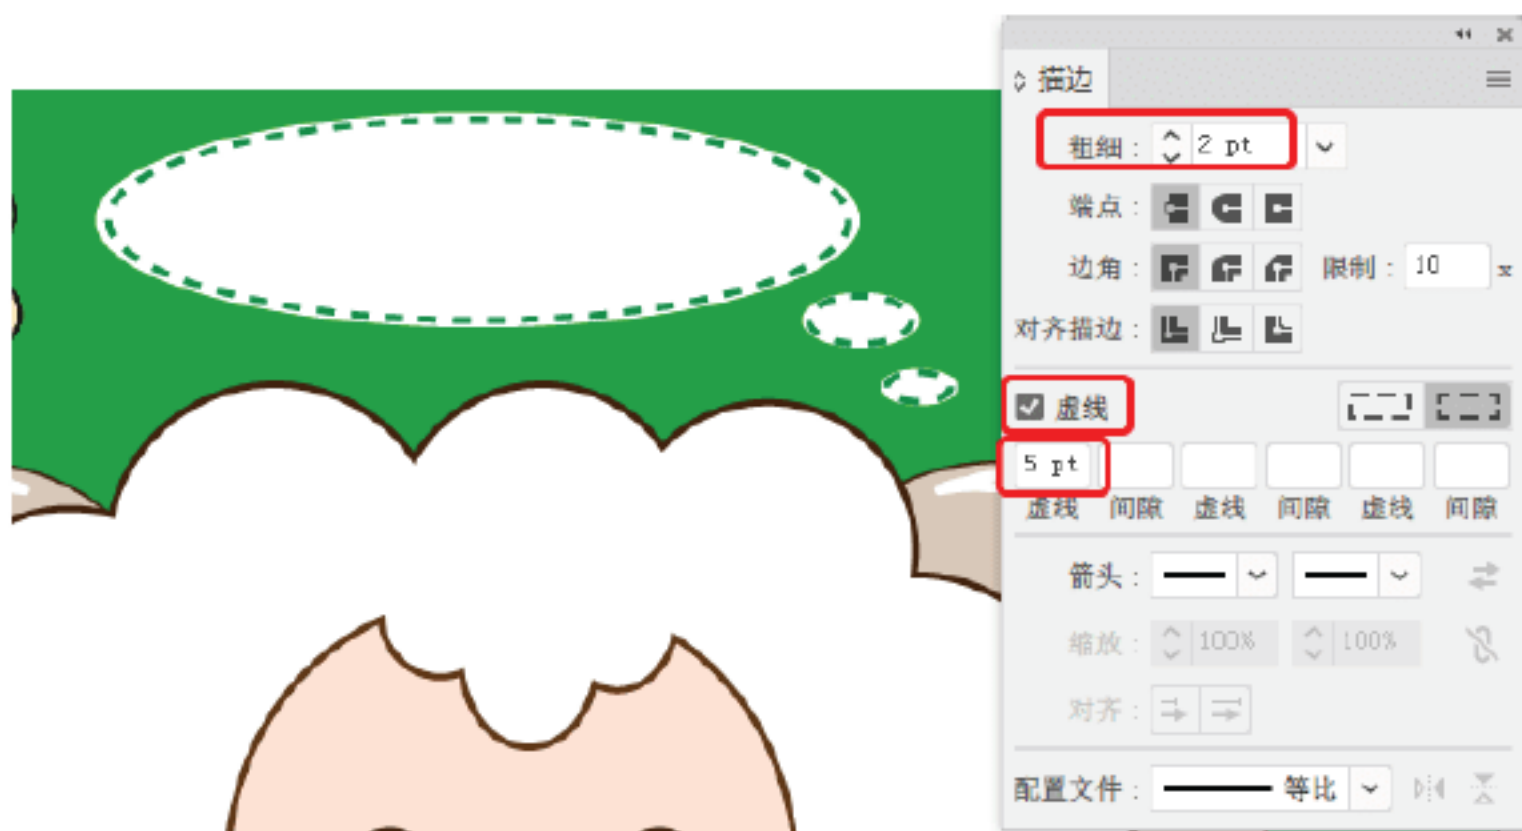 描边
粗细： 2 pt
端点：
边角： 限制： 10 x
对齐描边：
虚线
5 pt
虚线 间隙 虚线 间隙 虚线 间隙
箭头：
缩放： 100% 100%
对齐：
配置文件： 等比